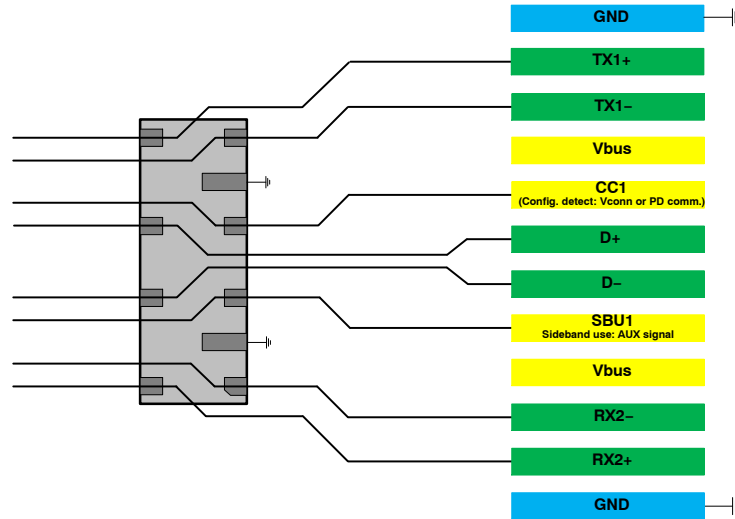 GND
TX1+
TX1−
Vbus
CC1
(Config. detect: Vconn or PD comm.)
D+
D−
SBU1
Sideband use: AUX signal
Vbus
RX2−
RX2+
GND